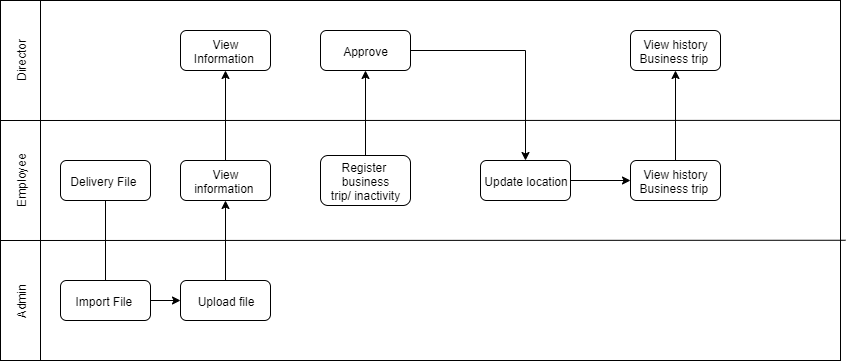 Director
View
Information
Approve
View history
Business trip
Employee
Delivery File
View
information
Register
business
trip/ inactivity
Update location
View history
Business trip
Admin
Import File
Upload file